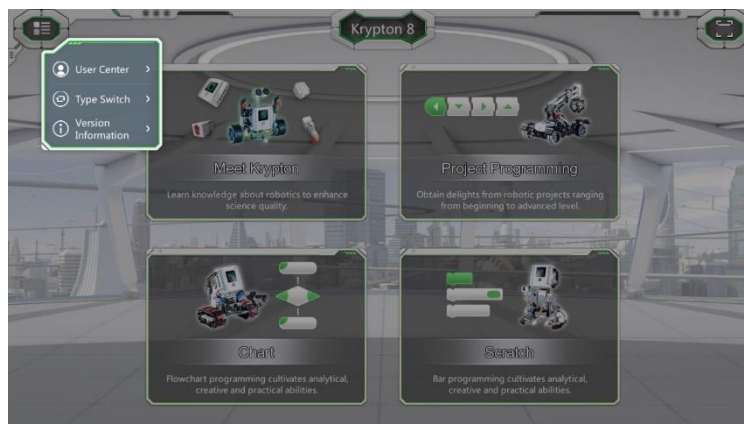 Krypton 8
User Center
Type Switch
Version
Information
Meet Krypton
Learn knowledge about robotics to enhance
science quality.
Project Programming
Obtain delights from robotic projects ranging
from beginning to advanced level.
Chart
Flowchart programming cultivates analytical,
creative and practical abilities.
Scratch
Bar programming cultivates analytical,
creative and practical abilities.